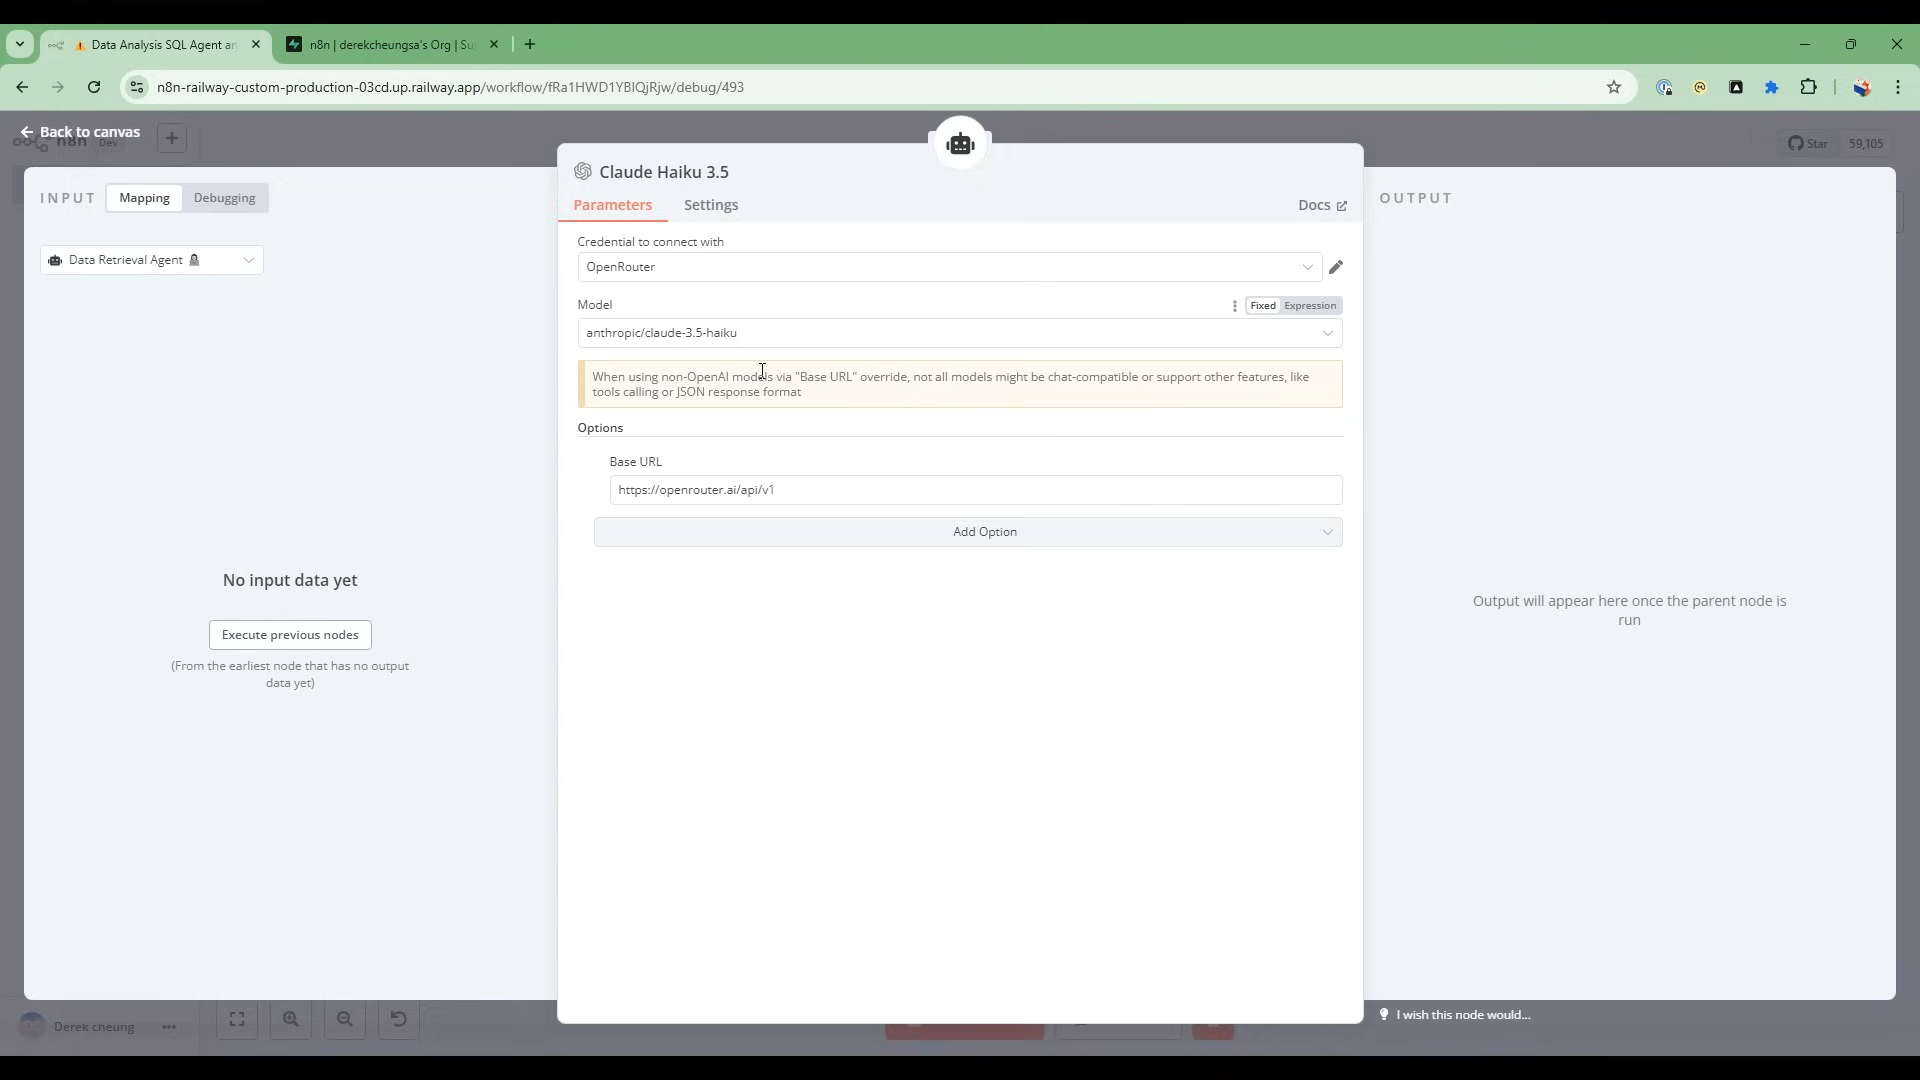 Data Analysis SQL Agent an
n8n | derekcheungsa's Org | Su
n8n-railway-custom-production-03cd.up.railway.app/workflow/fRa1HWD1YBlQjRjw/debug/493
Back to canvas
n8n Dev
Star 59,105
Claude Haiku 3.5
INPUT Mapping Debugging
Parameters Settings Docs
OUTPUT
Credential to connect with
Data Retrieval Agent
OpenRouter
Model
Fixed Expression
anthropic/claude-3.5-haiku
When using non-OpenAI models via "Base URL" override, not all models might be chat-compatible or support other features, like
tools calling or JSON response format
Options
Base URL
https://openrouter.ai/api/v1
Add Option
No input data yet
Execute previous nodes
(From the earliest node that has no output
data yet)
Output will appear here once the parent node is
run
Derek cheung
I wish this node would...